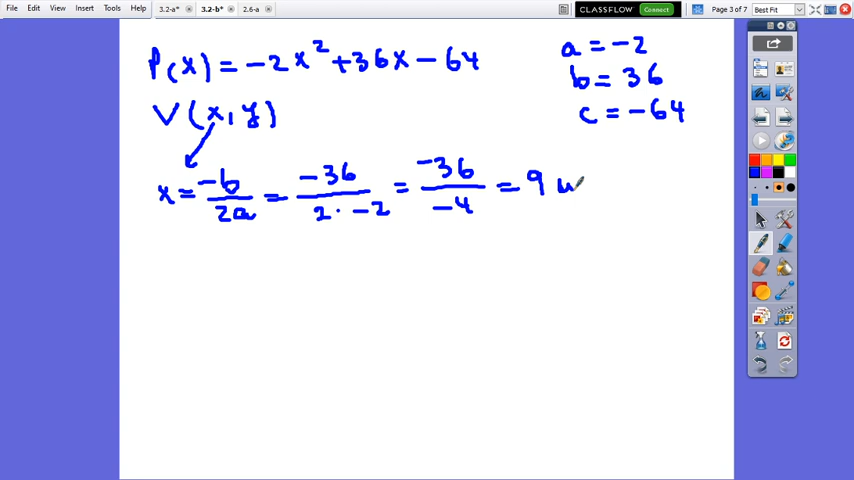 File Edit View Tools Help 3.2-a* 3.2-b* 2.6-a CLASSFLOW Connect Page 3 of 7 Best Fit
P(x) = -2x² + 36x - 64
a = -2
b = 36
c = -64
V (x, y)
x = -b/2a = -36/2·-2 = -36/-4 = 9